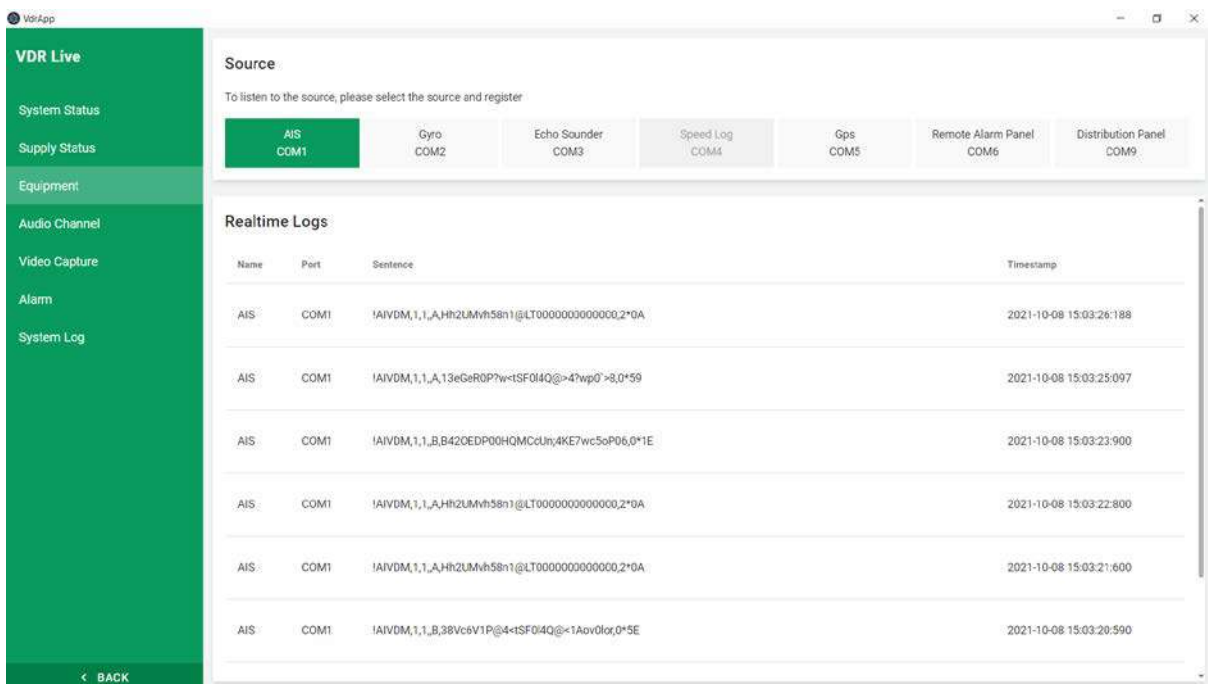 VdrApp
VDR Live
System Status
Supply Status
Equipment
Audio Channel
Video Capture
Alarm
System Log
< BACK
Source
To listen to the source, please select the source and register
AIS
COM1
Gyro
COM2
Echo Sounder
COM3
Speed Log
COM4
Gps
COM5
Remote Alarm Panel
COM6
Distribution Panel
COM9
Realtime Logs
Name Port Sentence Timestamp
AIS COM1 !AIVDM,1,1,,A,Hh2UMvh58n1@LT0000000000000,2*0A 2021-10-08 15:03:26:188
AIS COM1 !AIVDM,1,1,,A,13eGeR0P?w<tSF0l4Q@>4?wp0`>8,0*59 2021-10-08 15:03:25:097
AIS COM1 !AIVDM,1,1,,B,B42OEDP00HQMCcUn;4KE7wc5oP06,0*1E 2021-10-08 15:03:23:900
AIS COM1 !AIVDM,1,1,,A,Hh2UMvh58n1@LT0000000000000,2*0A 2021-10-08 15:03:22:800
AIS COM1 !AIVDM,1,1,,A,Hh2UMvh58n1@LT0000000000000,2*0A 2021-10-08 15:03:21:600
AIS COM1 !AIVDM,1,1,,B,38Vc6V1P@4<tSF0l4Q@<1Aov0lor,0*5E 2021-10-08 15:03:20:590